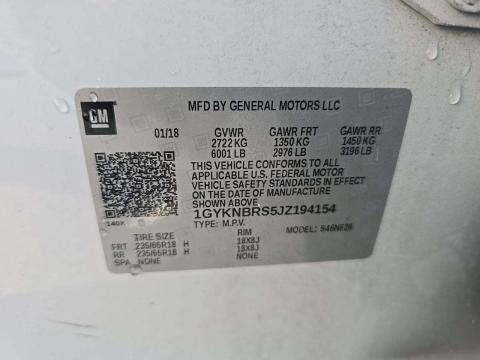 GM
MFD BY GENERAL MOTORS LLC
01/18 GVWR GAWR FRT GAWR RR
2722 KG 1350 KG 1450 KG
6001 LB 2976 LB 3196 LB
THIS VEHICLE CONFORMS TO ALL
APPLICABLE U.S. FEDERAL MOTOR
VEHICLE SAFETY STANDARDS IN EFFECT
ON THE DATE OF MANUFACTURE SHOWN ABOVE.
1GYKNBRS5JZ194154
140X TYPE: M.P.V. MODEL:
TIRE SIZE RIM
FRT 235/65R18 H 18X8J
RR 235/65R18 H 18X8J
SPA NONE NONE